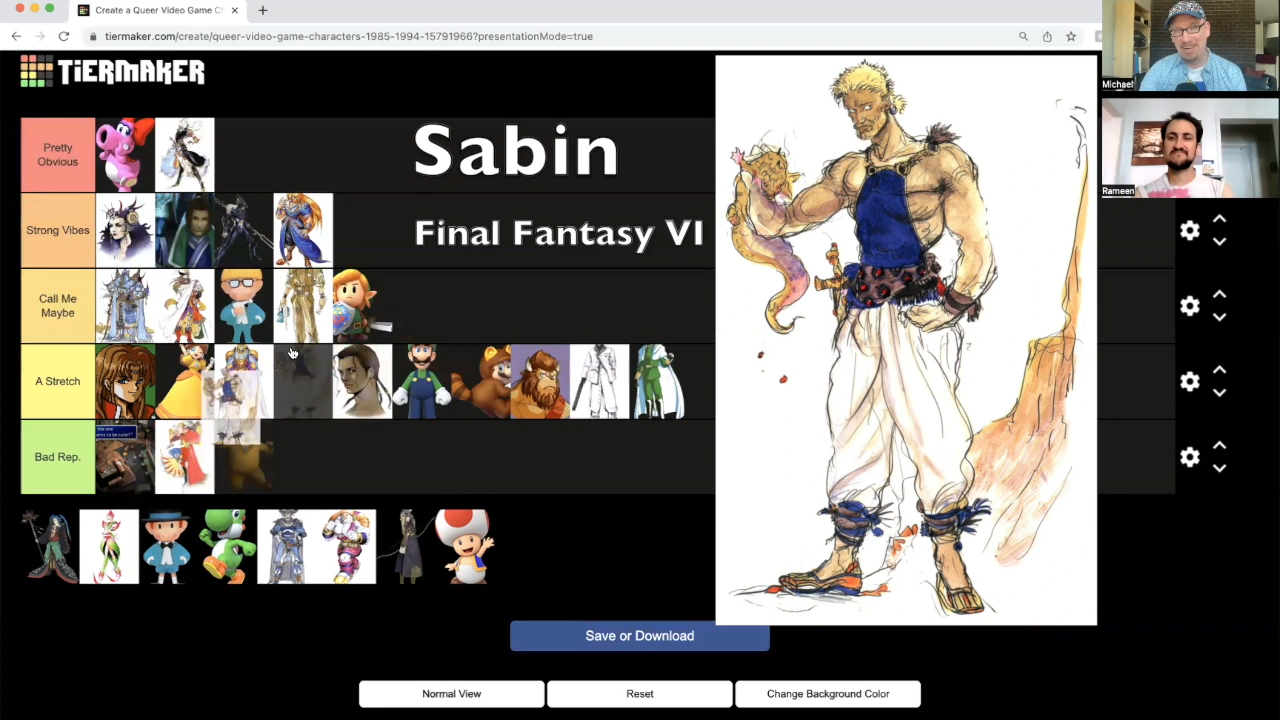 Create a Queer Video Game C
tiermaker.com/create/queer-video-game-characters-1985-1994-15791966?presentationMode=true
TiERMAKER
Michael
Rameen
Pretty
Obvious
Sabin
Strong Vibes
Final Fantasy VI
Call Me
Maybe
A Stretch
Bad Rep.
Save or Download
Normal View
Reset
Change Background Color